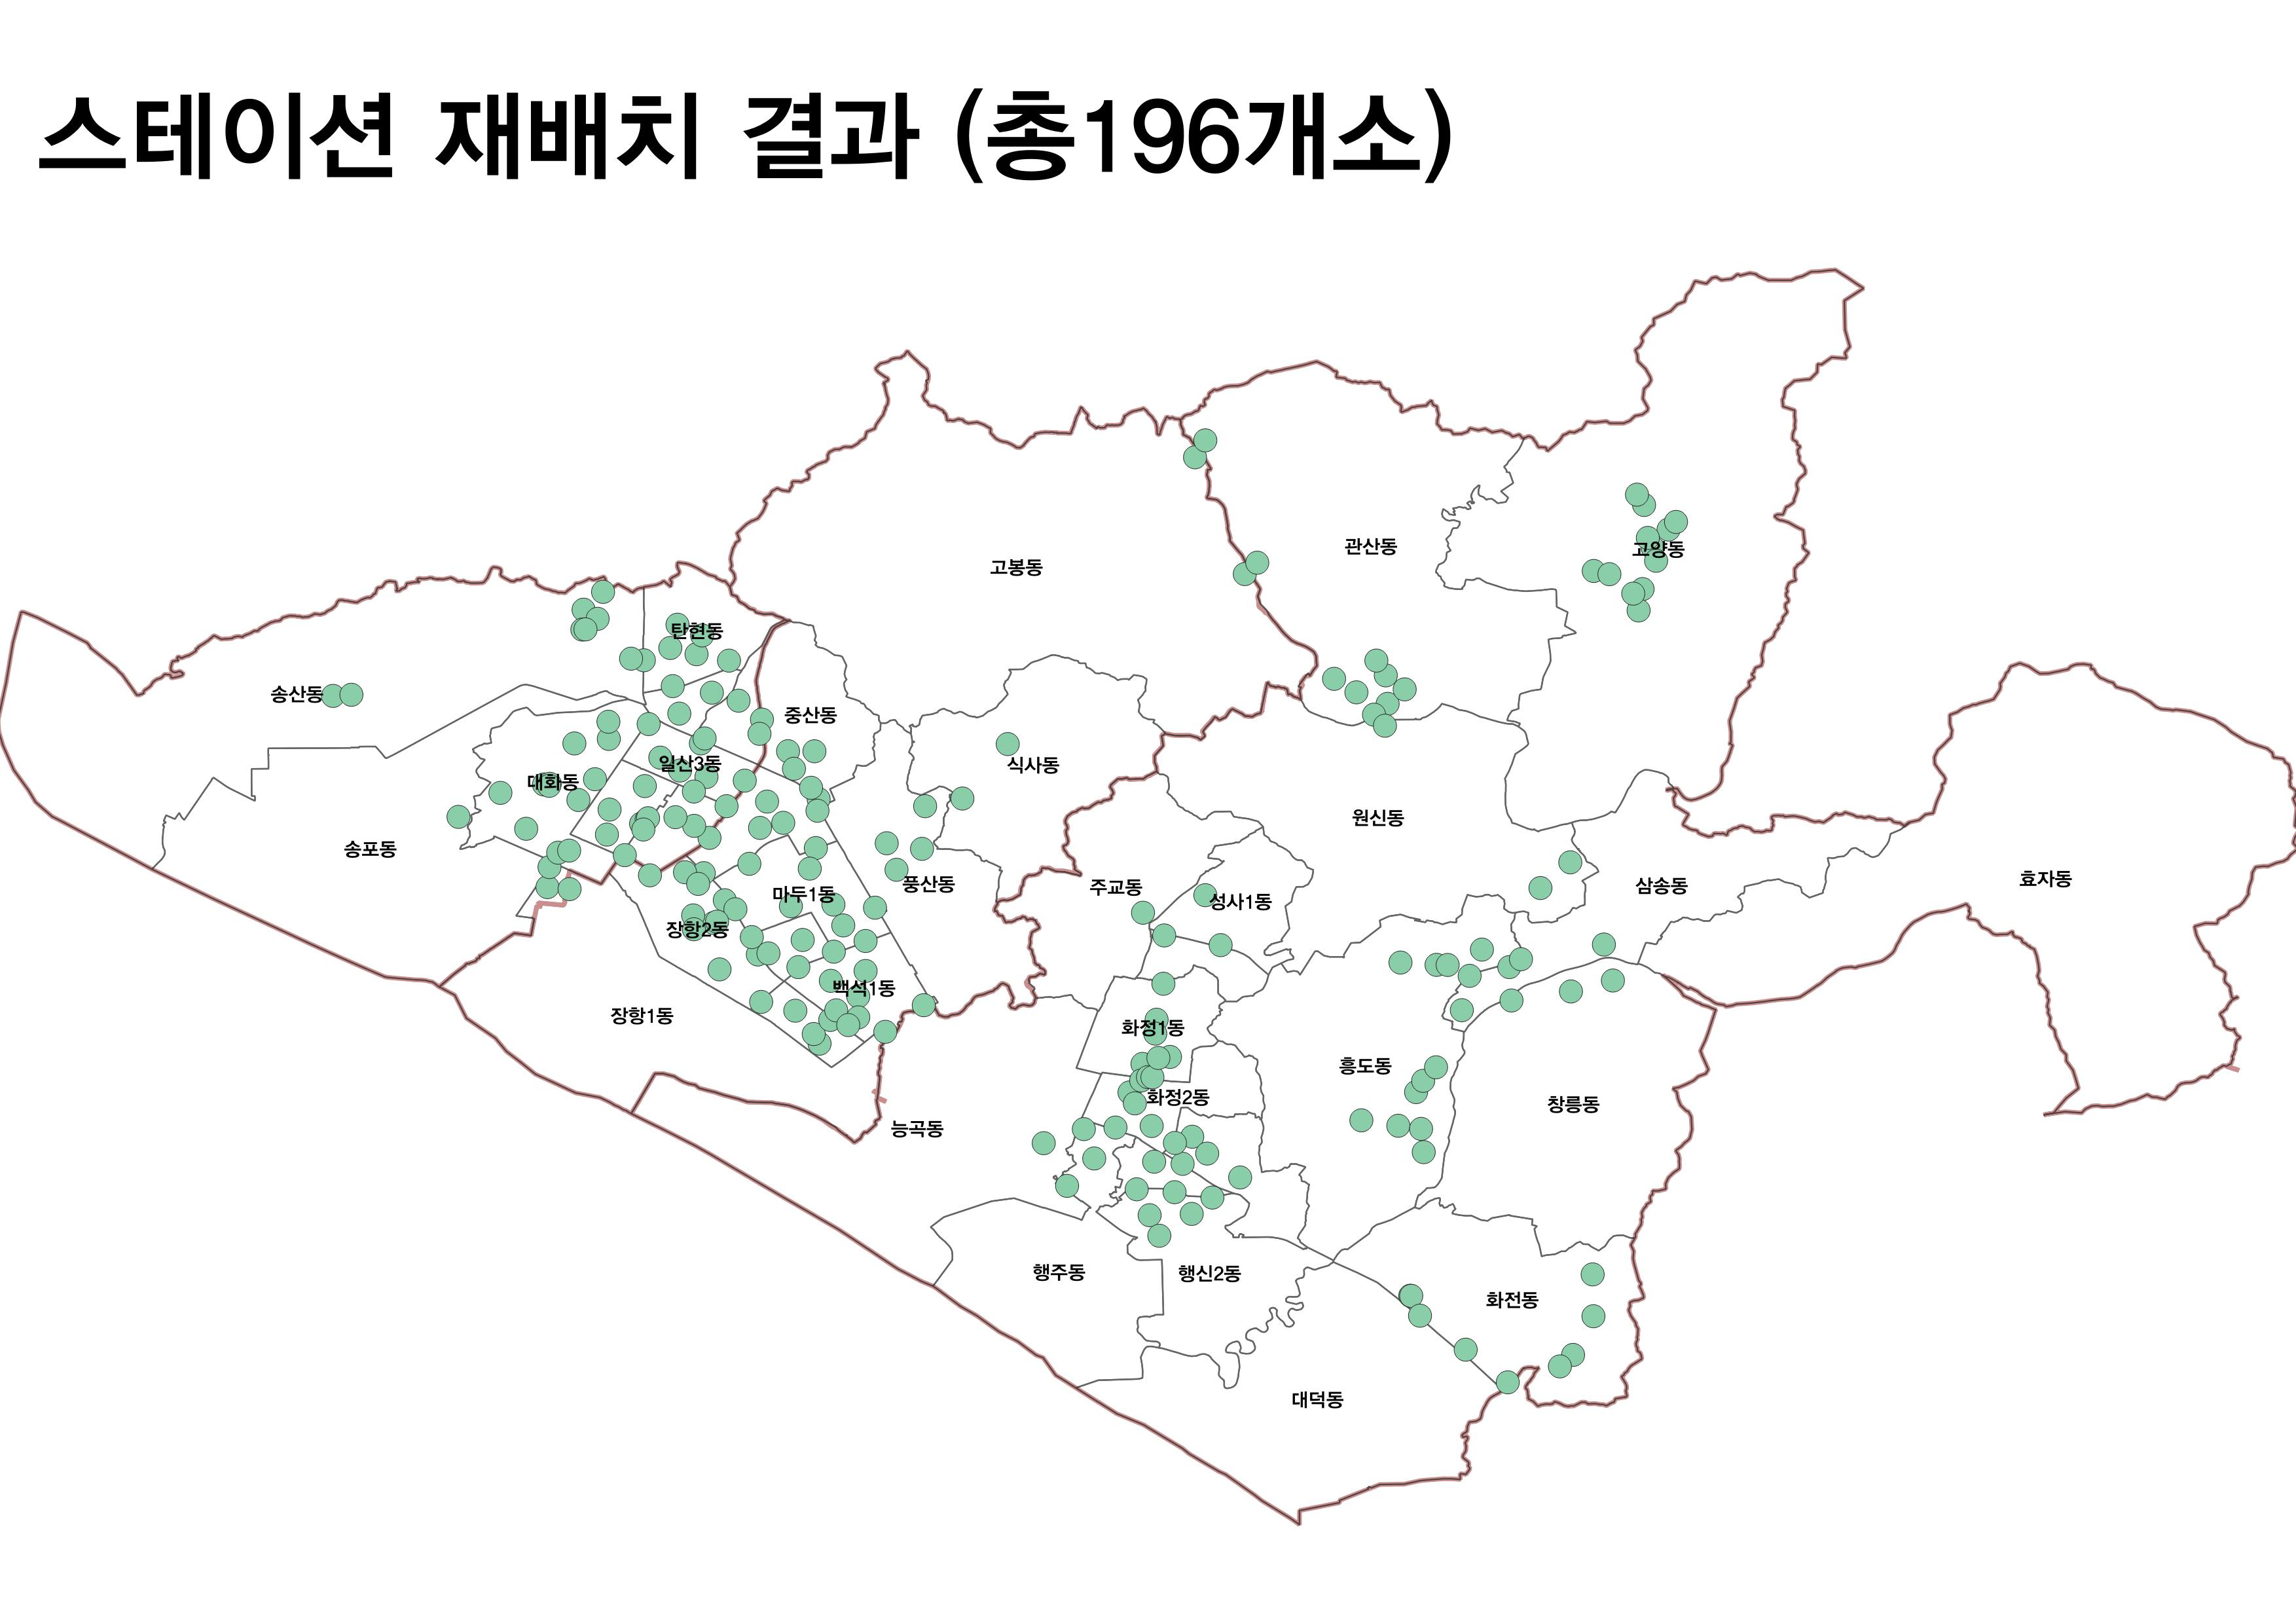 스테이션 재배치 결과 (총196개소)
관산동
고양동
고봉동
탄현동
송산동
중산동
일산3동
식사동
대화동
원신동
송포동
효자동
풍산동
주교동
삼송동
마두1동
성사1동
장항2동
백석1동
장항1동
화정1동
흥도동
화정2동
창릉동
능곡동
행주동
행신2동
화전동
대덕동